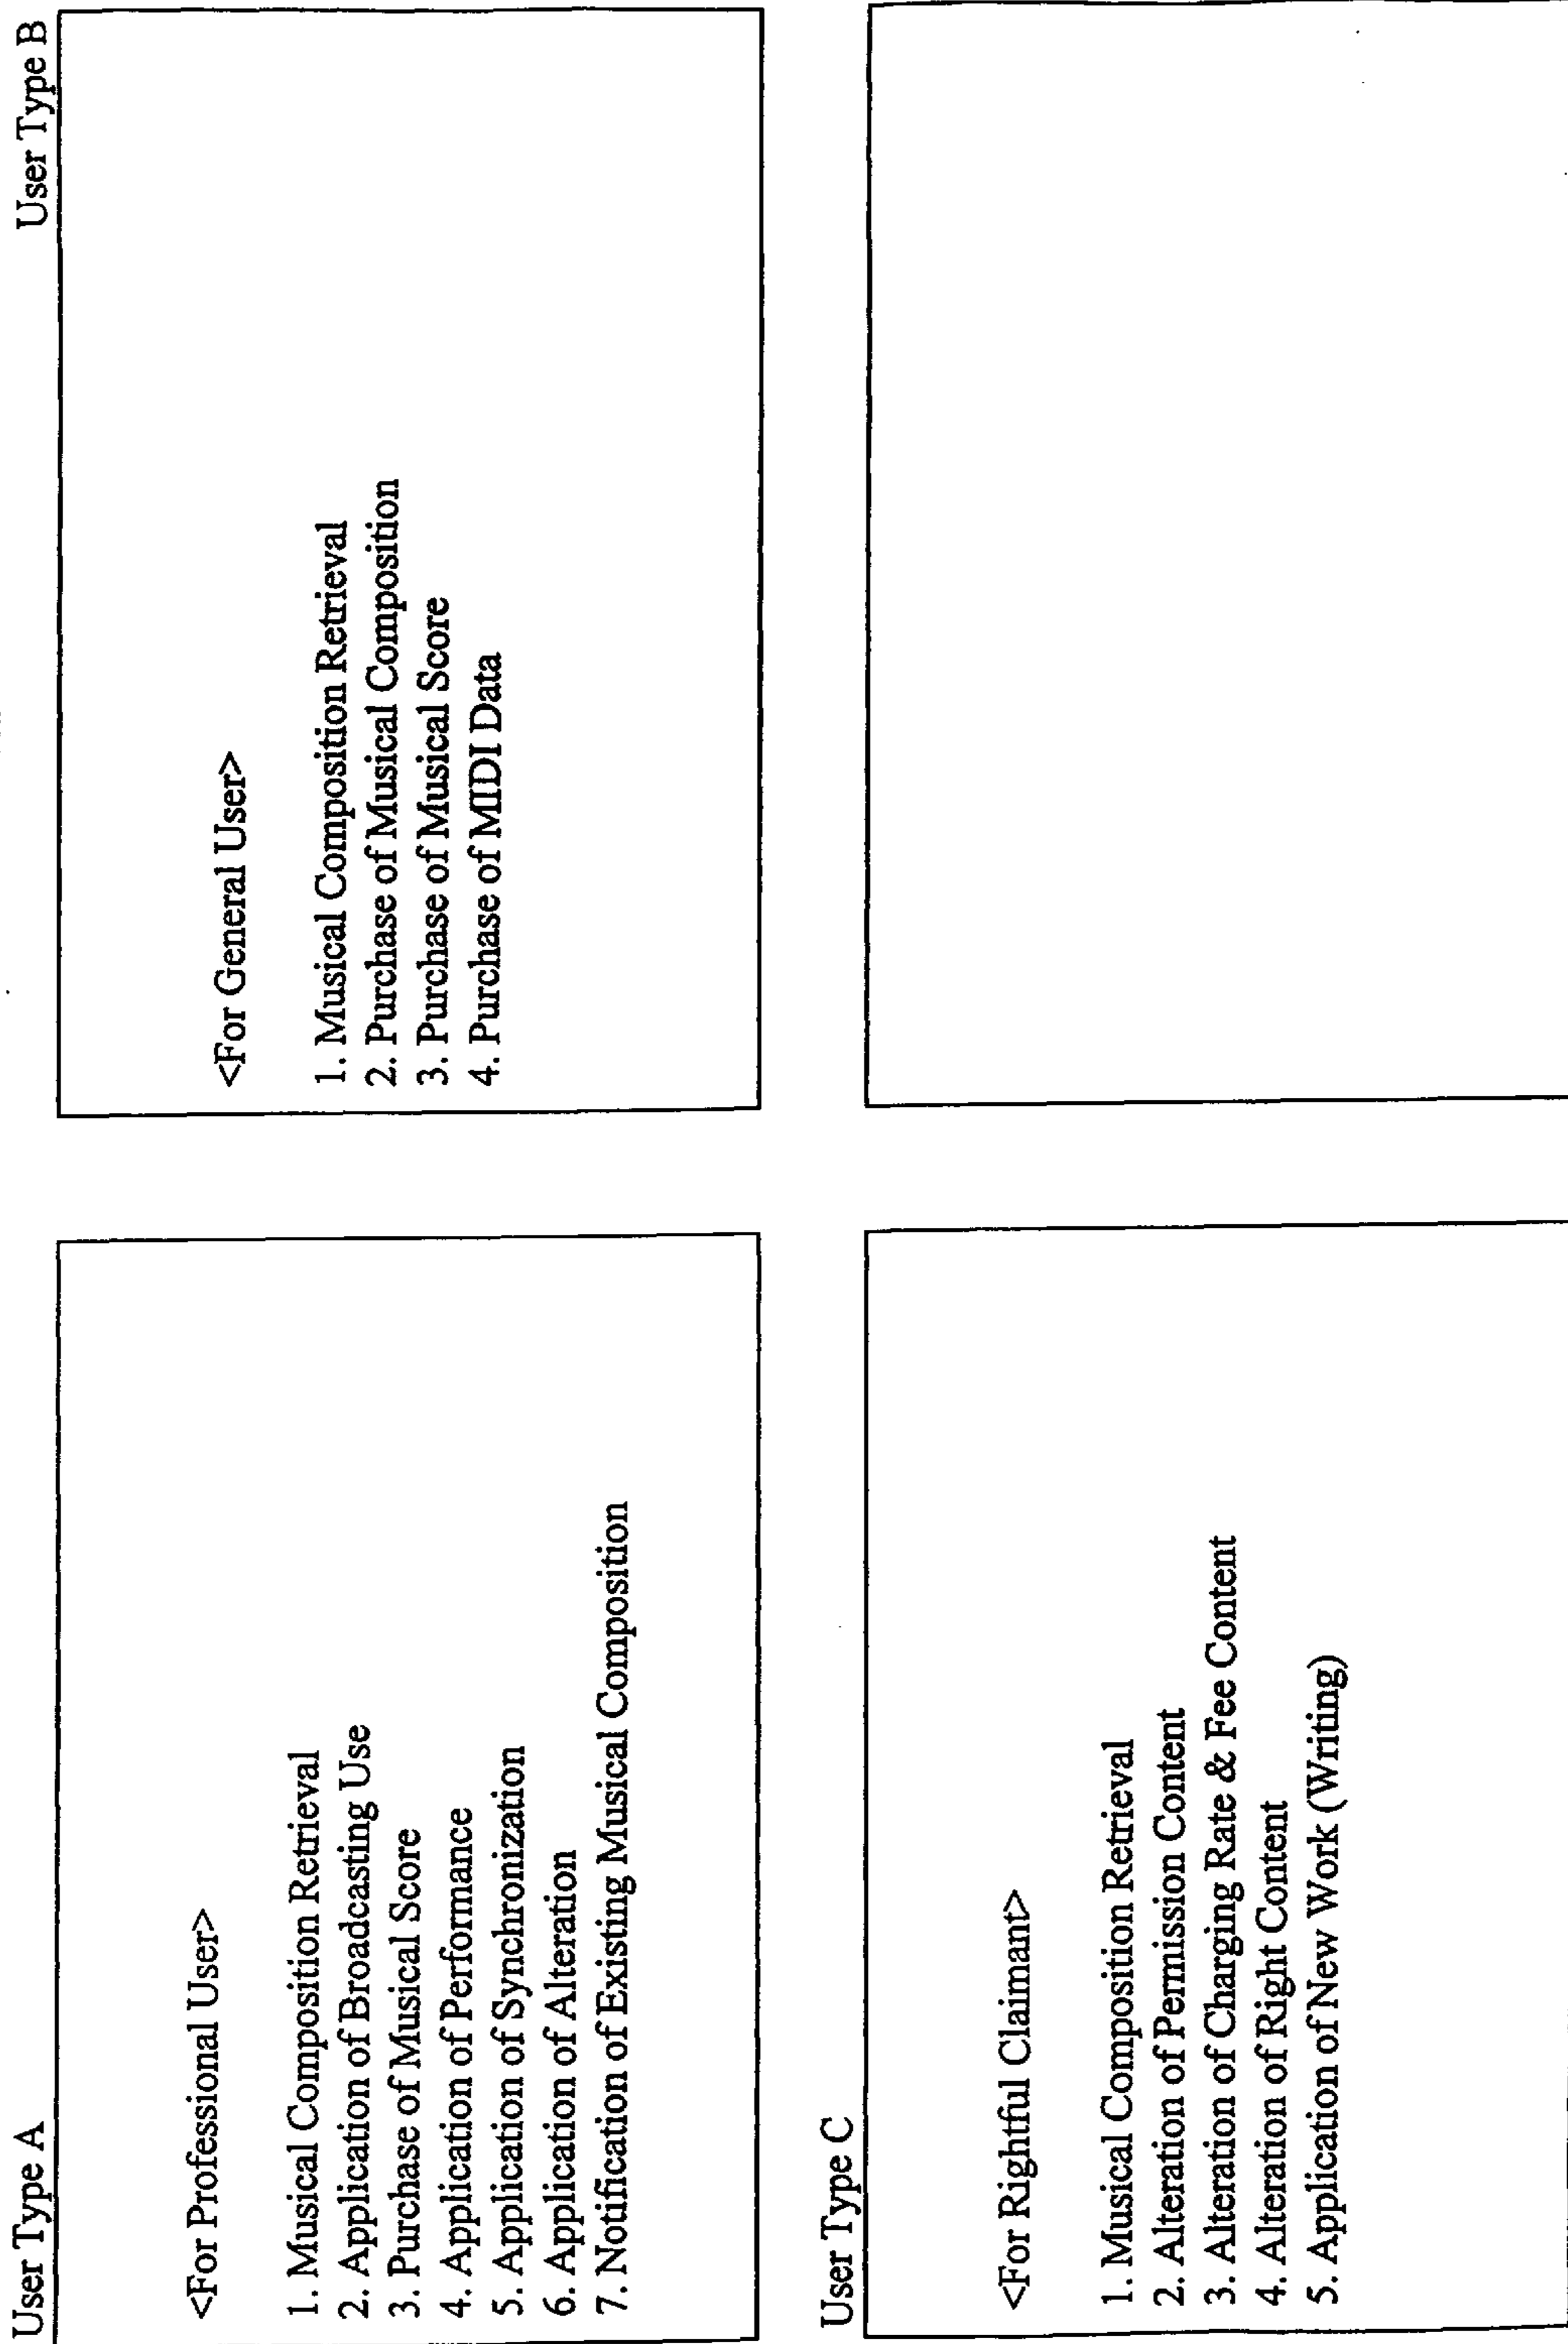 User Type A
<For Professional User>
1. Musical Composition Retrieval
2. Application of Broadcasting Use
3. Purchase of Musical Score
4. Application of Performance
5. Application of Synchronization
6. Application of Alteration
7. Notification of Existing Musical Composition
User Type B
<For General User>
1. Musical Composition Retrieval
2. Purchase of Musical Composition
3. Purchase of Musical Score
4. Purchase of MIDI Data
User Type C
<For Rightful Claimant>
1. Musical Composition Retrieval
2. Alteration of Permission Content
3. Alteration of Charging Rate & Fee Content
4. Alteration of Right Content
5. Application of New Work (Writing)